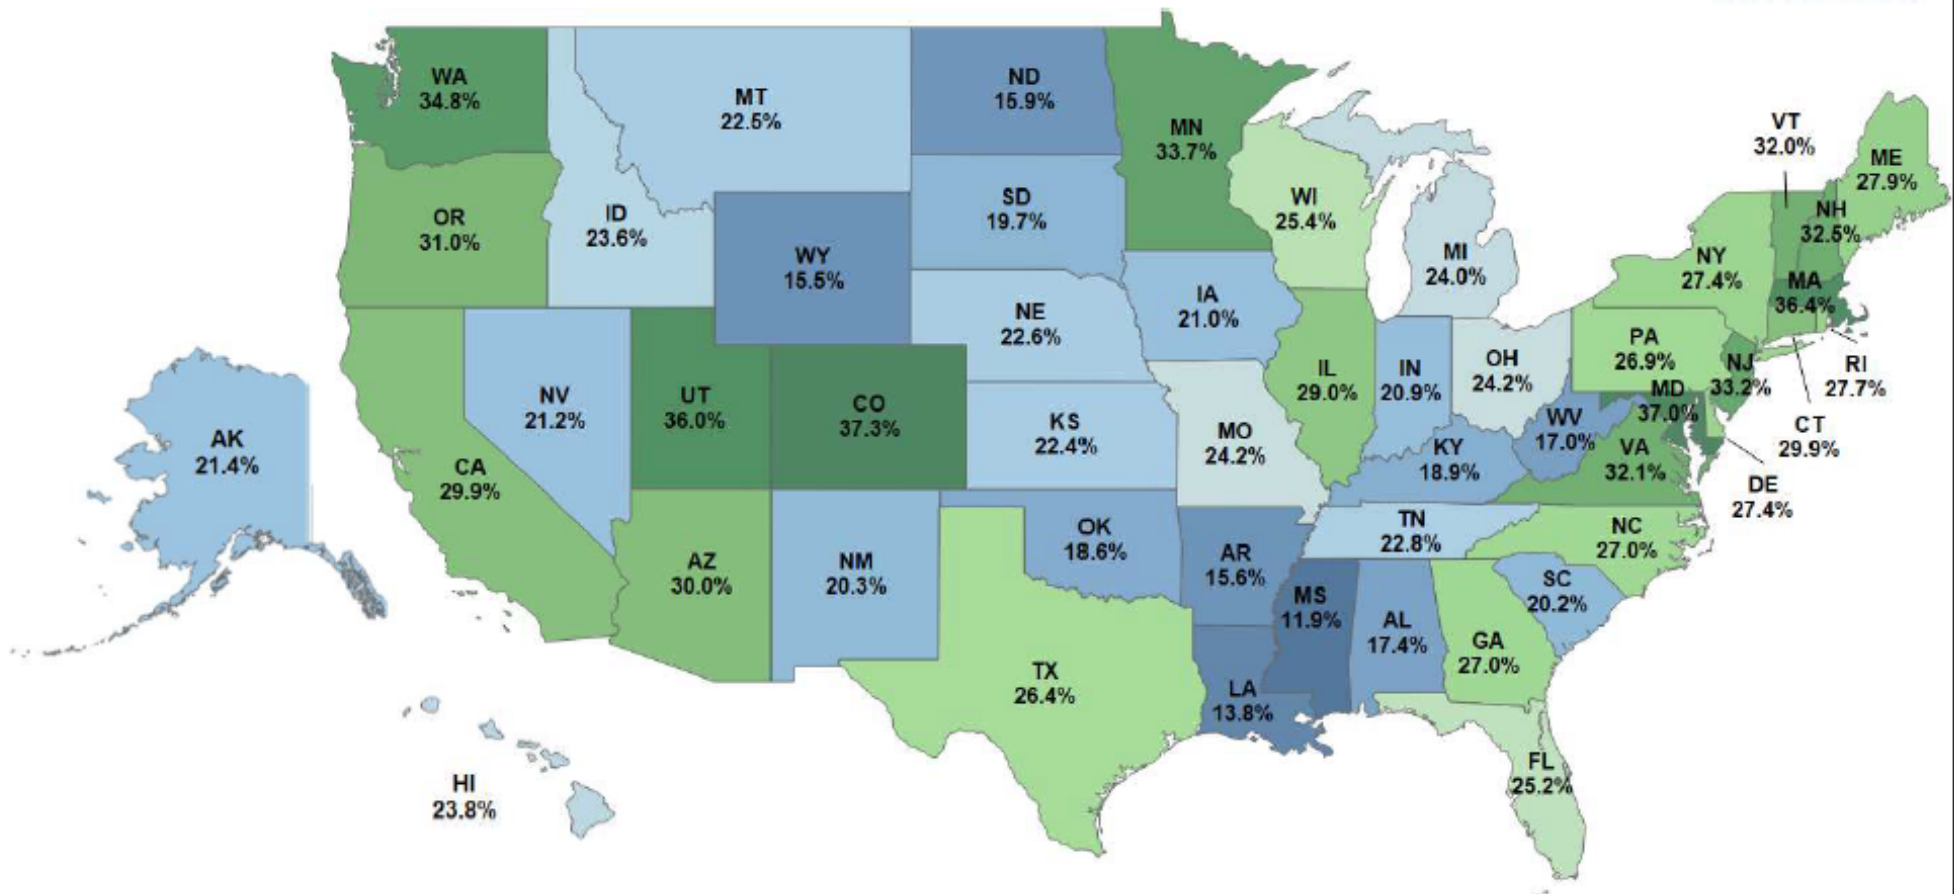 WA
34.8%
MT
22.5%
ND
15.9%
MN
33.7%
VT
32.0%
ME
27.9%
OR
31.0%
ID
23.6%
WY
15.5%
SD
19.7%
WI
25.4%
MI
24.0%
NY
27.4%
NH
32.5%
MA
36.4%
RI
27.7%
CT
29.9%
NE
22.6%
IA
21.0%
IL
29.0%
IN
20.9%
OH
24.2%
PA
26.9%
NJ
33.2%
MD
37.0%
DE
27.4%
AK
21.4%
CA
29.9%
NV
21.2%
UT
36.0%
CO
37.3%
KS
22.4%
MO
24.2%
KY
18.9%
WV
17.0%
VA
32.1%
AZ
30.0%
NM
20.3%
OK
18.6%
AR
15.6%
TN
22.8%
NC
27.0%
SC
20.2%
TX
26.4%
LA
13.8%
MS
11.9%
AL
17.4%
GA
27.0%
FL
25.2%
HI
23.8%